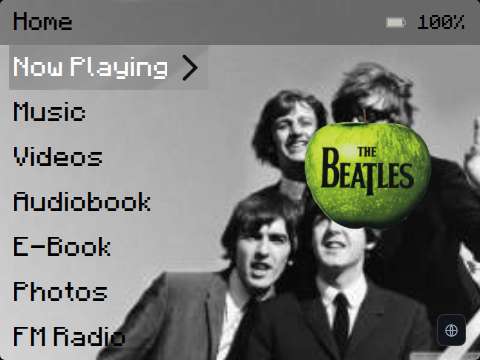 Home
100%
Now Playing
Music
Videos
Audiobook
E-Book
Photos
FM Radio
THE
BEATLES